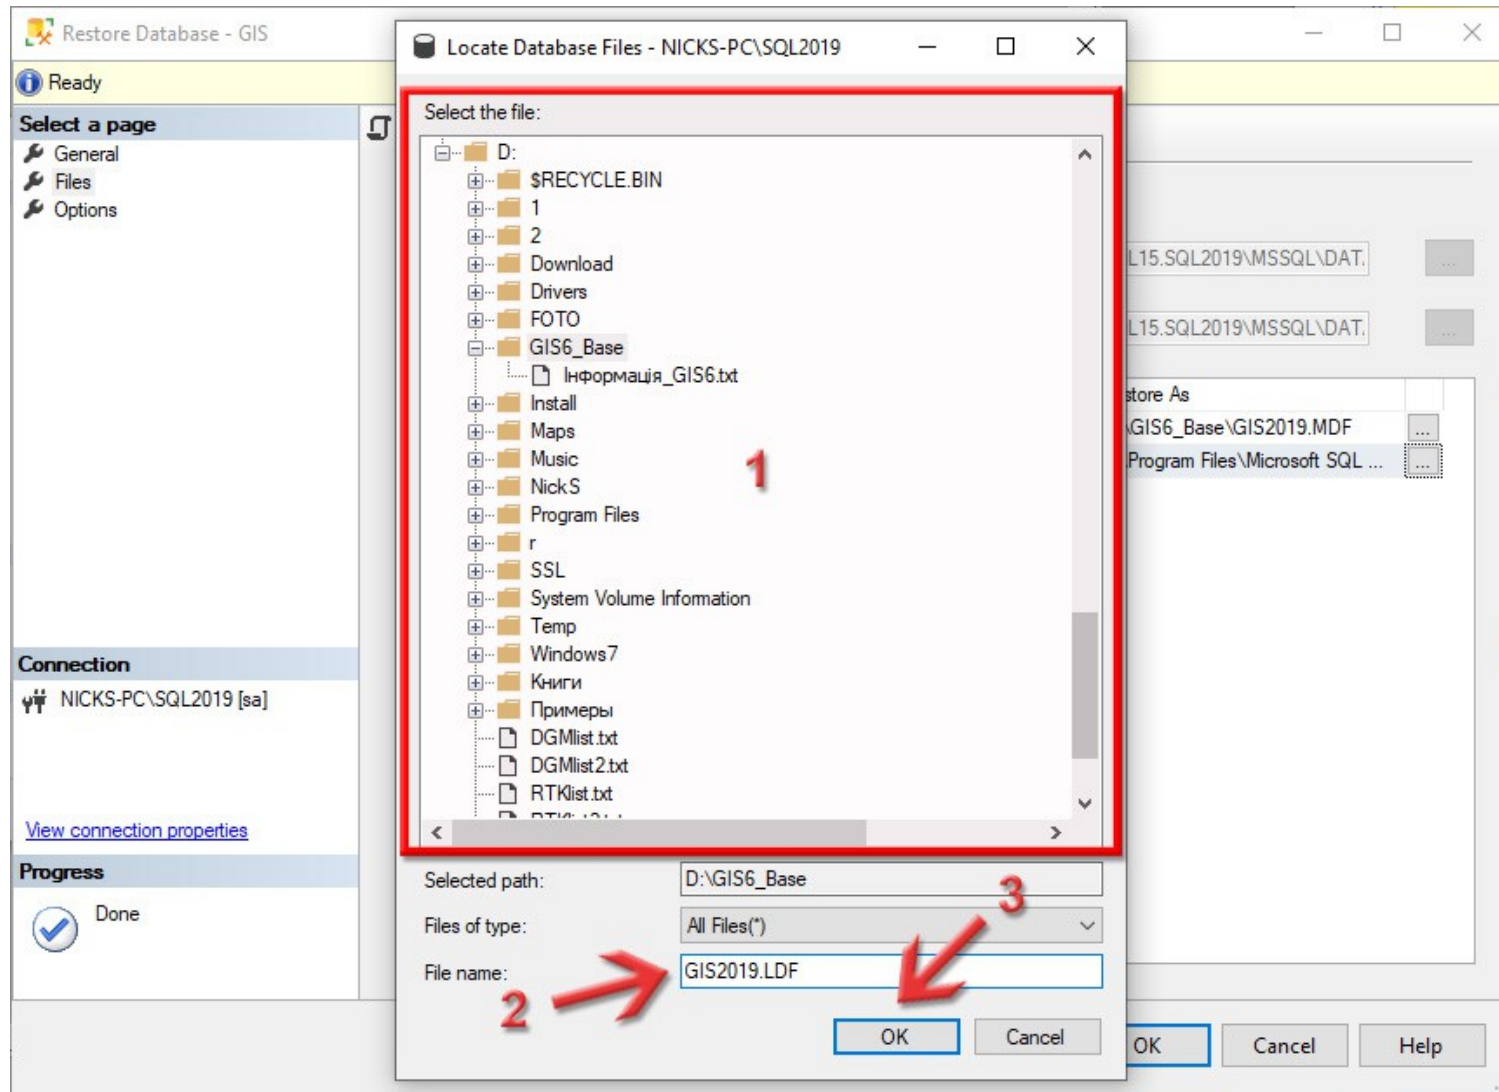 Restore Database - GIS
Ready
Select a page
General
Files
Options
Connection
NICKS-PC\SQL2019 [sa]
View connection properties
Progress
Done
Locate Database Files - NICKS-PC\SQL2019
Select the file:
D:
$RECYCLE.BIN
1
2
Download
Drivers
FOTO
GIS6_Base
Інформація_GIS6.txt
Install
Maps
Music
NickS
Program Files
r
SSL
System Volume Information
Temp
Windows7
Книги
Примеры
DGMlist.txt
DGMlist2.txt
RTKlist.txt
1
Selected path: D:\GIS6_Base
3
Files of type: All Files(*)
File name: GIS2019.LDF
2
OK Cancel
L15.SQL2019\MSSQL\DAT. ...
L15.SQL2019\MSSQL\DAT. ...
store As
\GIS6_Base\GIS2019.MDF ...
\Program Files\Microsoft SQL ... ...
OK Cancel Help